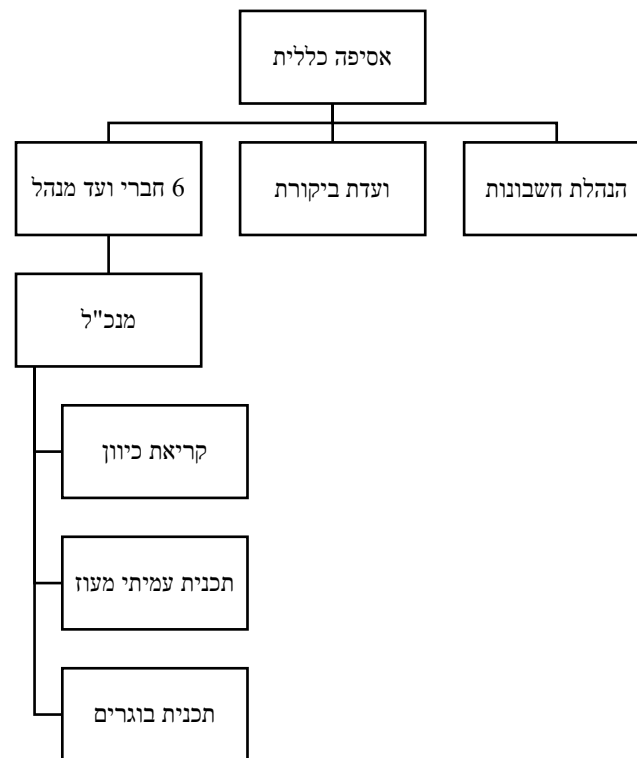 אסיפה כללית
הנהלת חשבונות
ועדת ביקורת
6 חברי ועד מנהל
מנכ"ל
קריאת כיוון
תכנית עמיתי מעוז
תכנית בוגרים